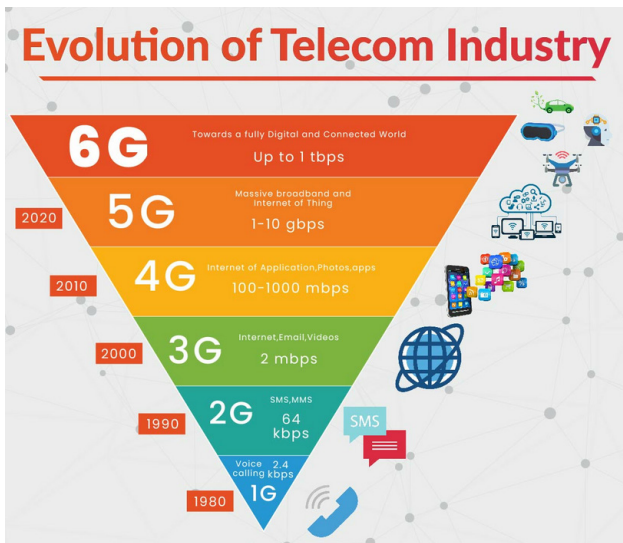 Evolution of Telecom Industry
6G
Towards a fully Digital and Connected World
Up to 1 tbps
2020
5G
Massive broadband and
Internet of Thing
1-10 gbps
2010
4G
Internet of Application,Photos,apps
100-1000 mbps
2000
3G
Internet,Email,Videos
2 mbps
1990
2G
SMS,MMS
64
kbps
SMS
1980
Voice
calling
2.4
kbps
1G